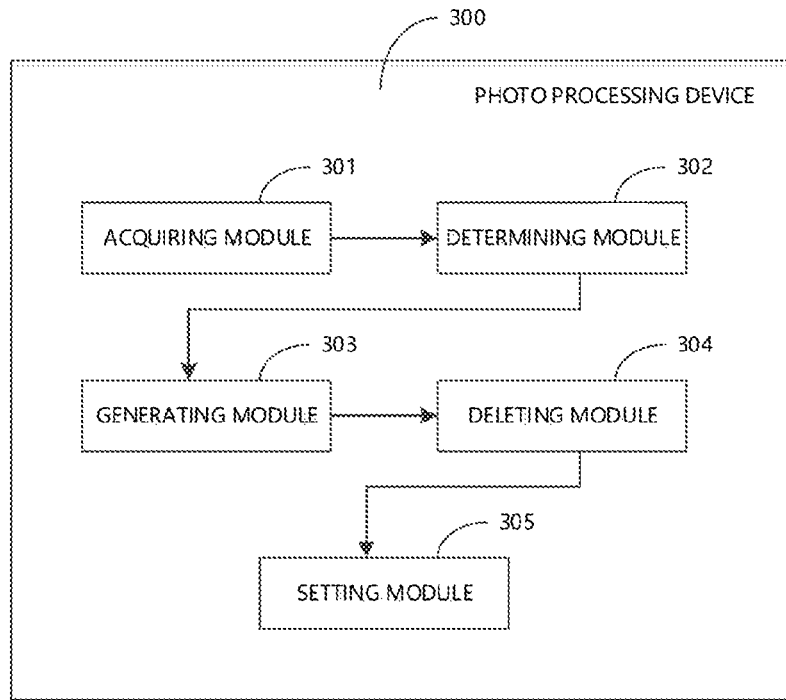 300
PHOTO PROCESSING DEVICE
301
302
ACQUIRING MODULE
DETERMINING MODULE
303
304
GENERATING MODULE
DELETING MODULE
305
SETTING MODULE